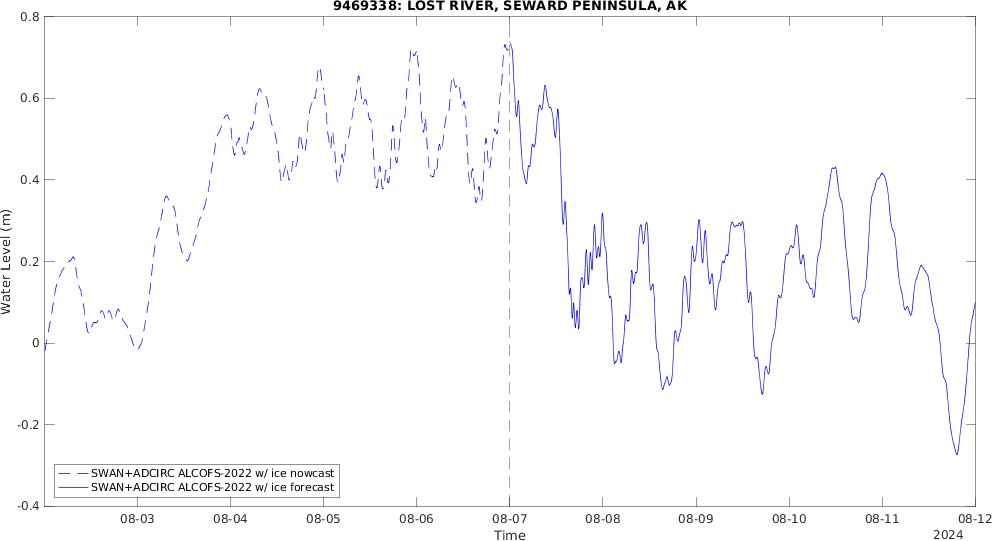 9469338: LOST RIVER, SEWARD PENINSULA, AK
0.8
0.6
0.4
0.2
0
-0.2
-0.4
Water Level (m)
SWAN+ADCIRC ALCOFS-2022 w/ ice nowcast
SWAN+ADCIRC ALCOFS-2022 w/ ice forecast
08-03 08-04 08-05 08-06 08-07 08-08 08-09 08-10 08-11 08-12
Time
2024